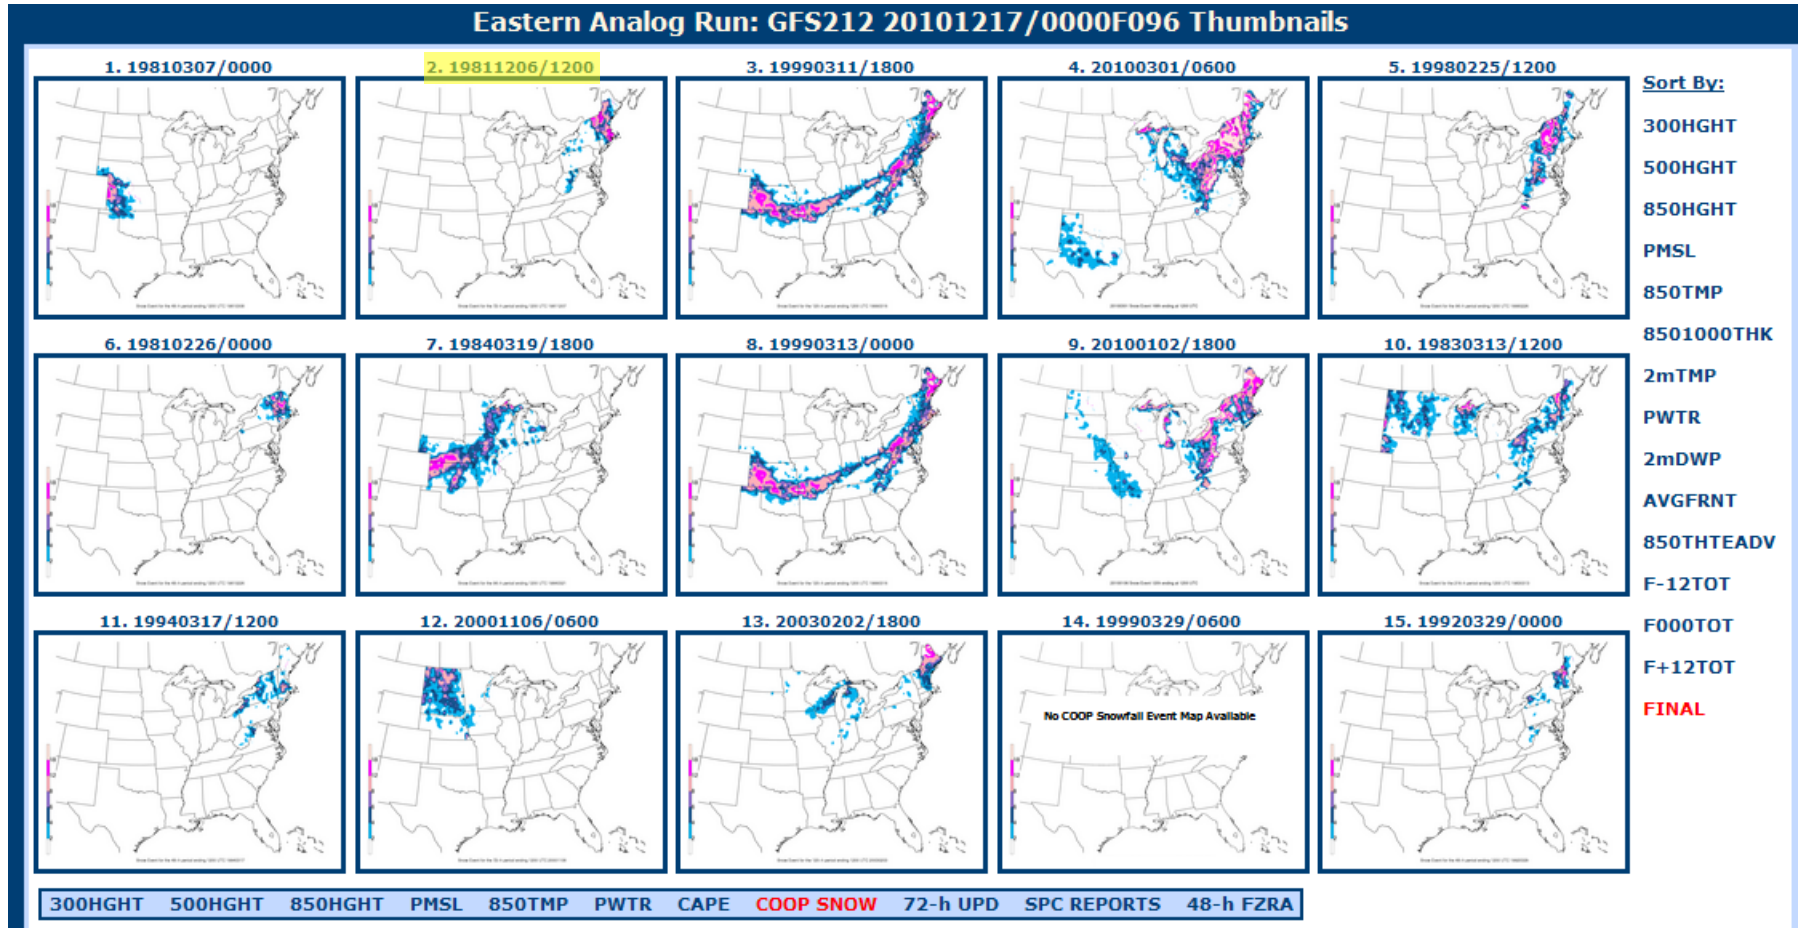 Eastern Analog Run: GFS212 20101217/0000F096 Thumbnails
1. 19810307/0000
2. 19811206/1200
3. 19990311/1800
4. 20100301/0600
5. 19980225/1200
Sort By:
300HGHT
500HGHT
850HGHT
PMSL
850TMP
8501000THK
6. 19810226/0000
7. 19840319/1800
8. 19990313/0000
9. 20100102/1800
10. 19830313/1200
2mTMP
PWTR
2mDWP
AVGFRNT
850THTEADV
F-12TOT
11. 19940317/1200
12. 20001106/0600
13. 20030202/1800
14. 19990329/0600
15. 19920329/0000
F000TOT
F+12TOT
FINAL
No COOP Snowfall Event Map Available
300HGHT 500HGHT 850HGHT PMSL 850TMP PWTR CAPE COOP SNOW 72-h UPD SPC REPORTS 48-h FZRA